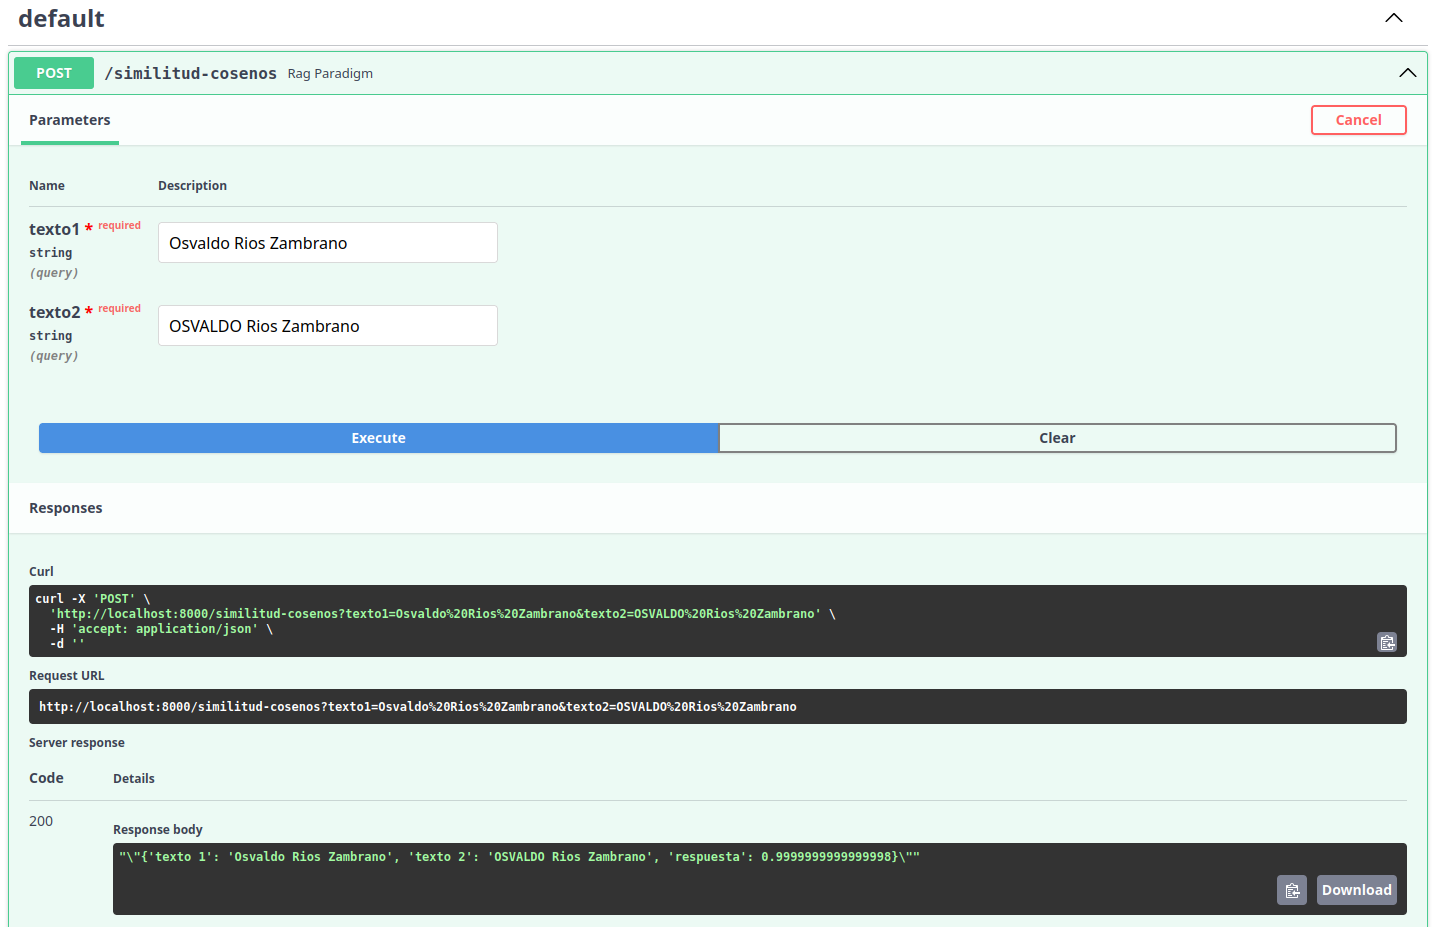 default
POST /similitud-cosenos Rag Paradigm
Parameters
Cancel
Name Description
texto1 * required
string
(query)
Osvaldo Rios Zambrano
texto2 * required
string
(query)
OSVALDO Rios Zambrano
Execute Clear
Responses
Curl
curl -X 'POST' \
'http://localhost:8000/similitud-cosenos?texto1=Osvaldo%20Rios%20Zambrano&texto2=OSVALDO%20Rios%20Zambrano' \
-H 'accept: application/json' \
-d ''
Request URL
http://localhost:8000/similitud-cosenos?texto1=Osvaldo%20Rios%20Zambrano&texto2=OSVALDO%20Rios%20Zambrano
Server response
Code Details
200
Response body
"\"{'texto 1': 'Osvaldo Rios Zambrano', 'texto 2': 'OSVALDO Rios Zambrano', 'respuesta': 0.9999999999999998}\""
Download